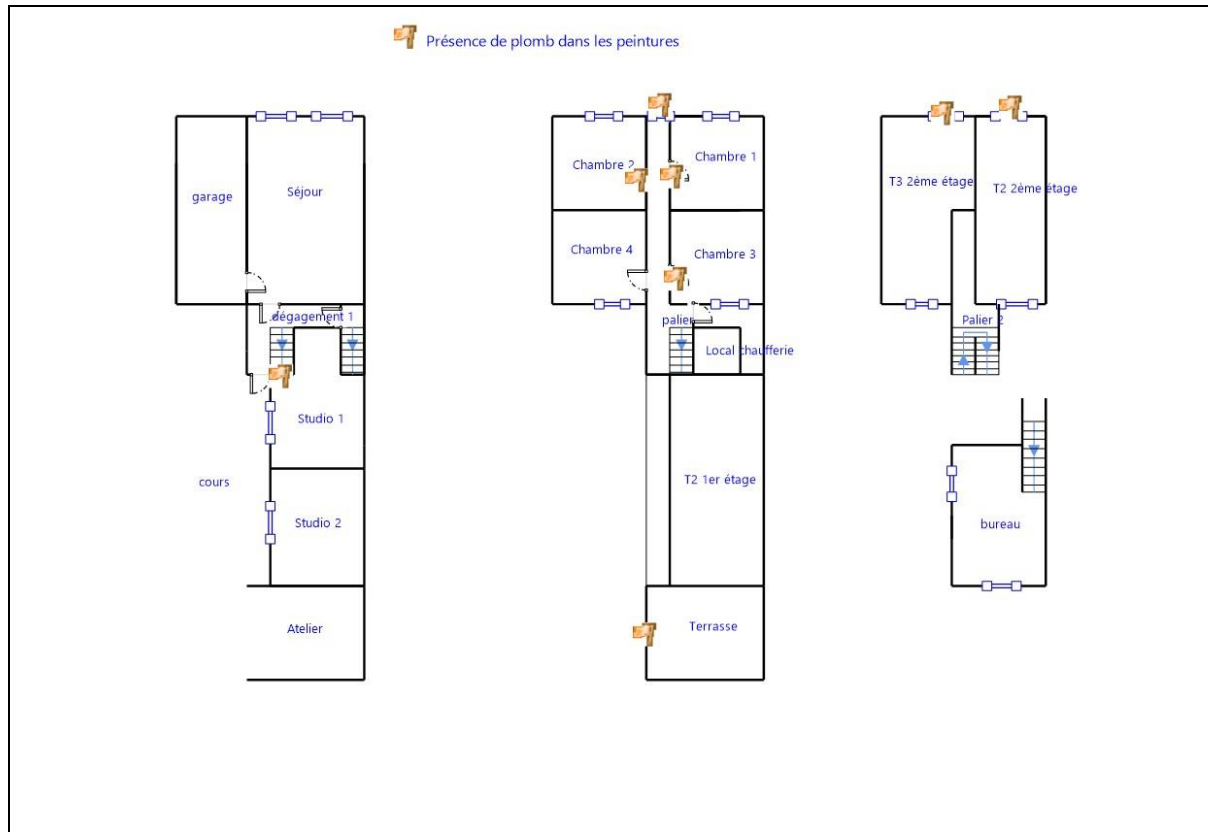 Présence de plomb dans les peintures
garage
Séjour
dégagement 1
Studio 1
cours
Studio 2
Atelier
Chambre 2
Chambre 1
Chambre 4
Chambre 3
palier
Local chaufferie
T2 1er étage
Terrasse
T3 2ème étage
T2 2ème étage
Palier 2
bureau